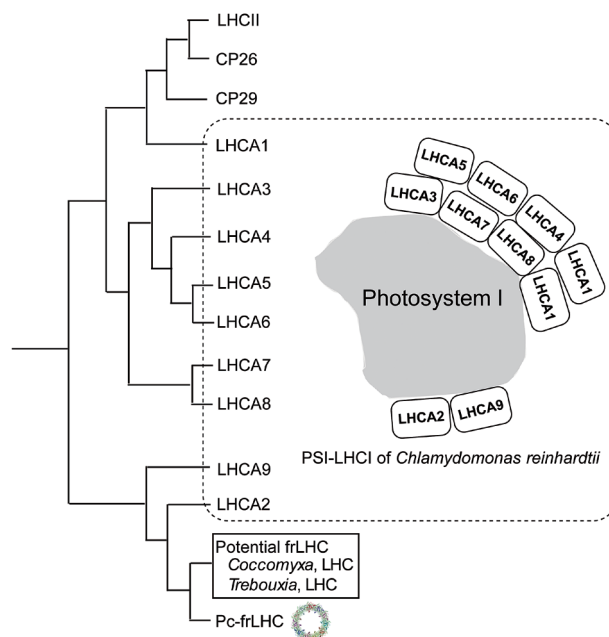 LHCII
CP26
CP29
LHCA1
LHCA3
LHCA4
LHCA5
LHCA6
LHCA7
LHCA8
LHCA9
LHCA2
Potential frLHC
Coccomyxa, LHC
Trebouxia, LHC
Pc-frLHC
LHCA5
LHCA6
LHCA4
LHCA1
LHCA3
LHCA7
LHCA8
LHCA1
Photosystem I
LHCA2
LHCA9
PSI-LHCI of Chlamydomonas reinhardtii